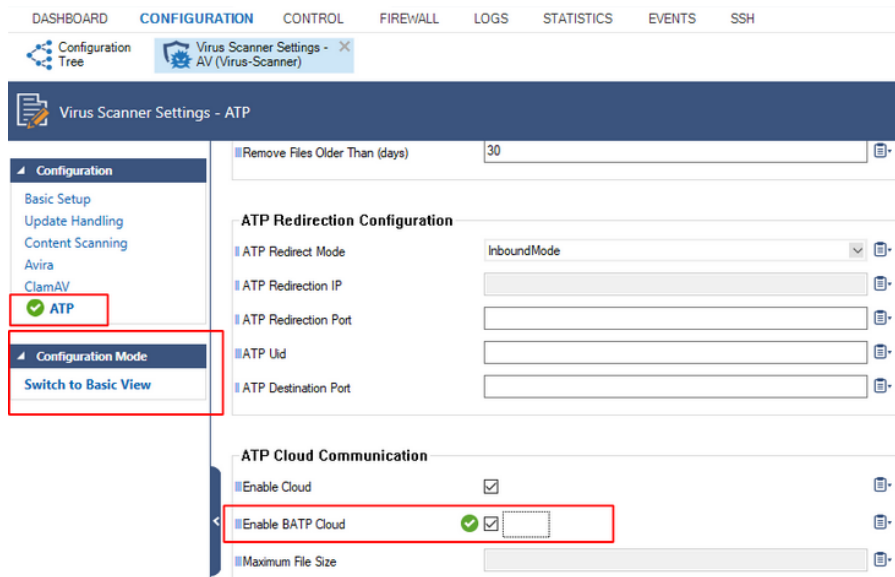 DASHBOARD CONFIGURATION CONTROL FIREWALL LOGS STATISTICS EVENTS SSH
Configuration
Tree
Virus Scanner Settings -
AV (Virus-Scanner)
Virus Scanner Settings - ATP
Configuration
Basic Setup
Update Handling
Content Scanning
Avira
ClamAV
ATP
Configuration Mode
Switch to Basic View
Remove Files Older Than (days) 30
ATP Redirection Configuration
ATP Redirect Mode InboundMode
ATP Redirection IP
ATP Redirection Port
ATP Uid
ATP Destination Port
ATP Cloud Communication
Enable Cloud
Enable BATP Cloud
Maximum File Size